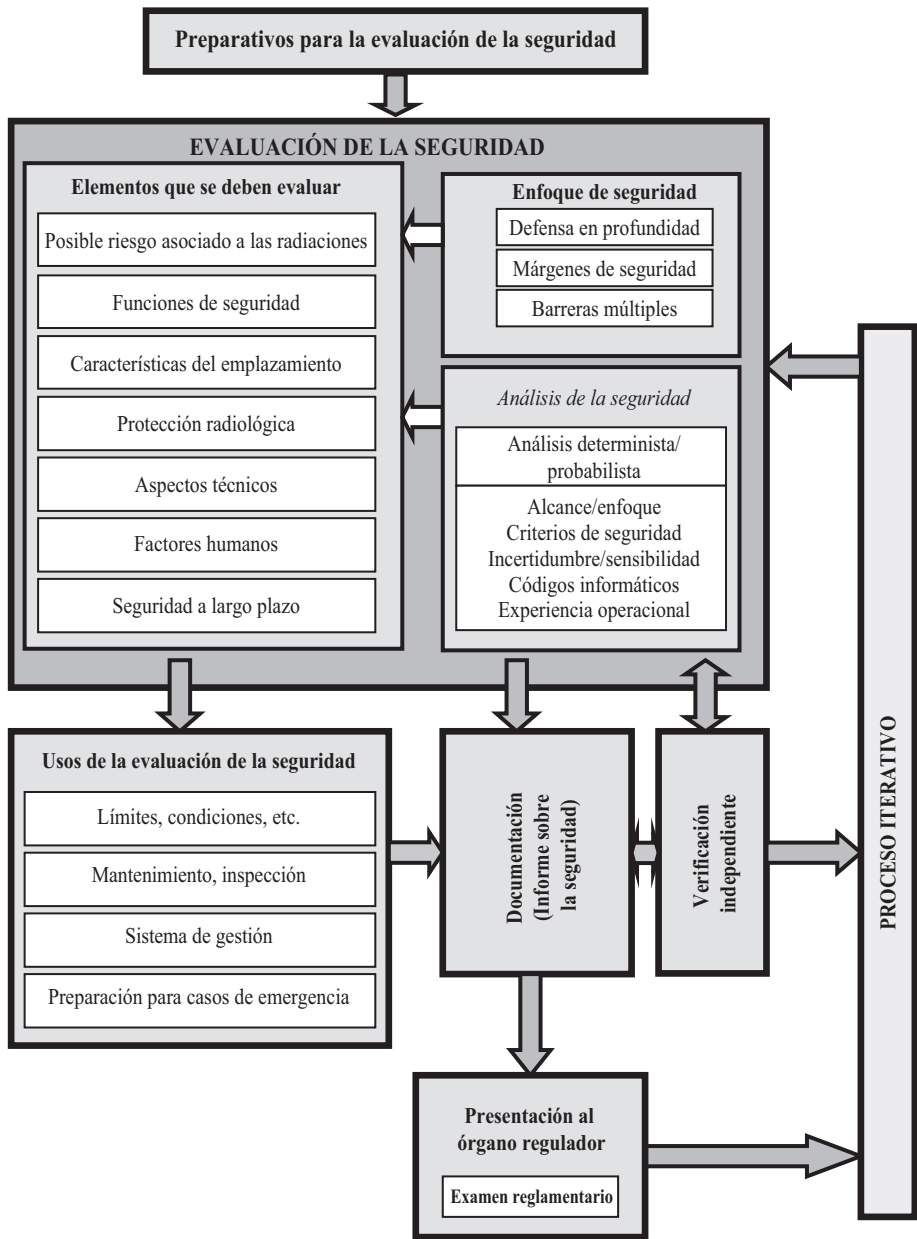 Preparativos para la evaluación de la seguridad
EVALUACIÓN DE LA SEGURIDAD
Elementos que se deben evaluar
Posible riesgo asociado a las radiaciones
Funciones de seguridad
Características del emplazamiento
Protección radiológica
Aspectos técnicos
Factores humanos
Seguridad a largo plazo
Enfoque de seguridad
Defensa en profundidad
Márgenes de seguridad
Barreras múltiples
Análisis de la seguridad
Análisis determinista/
probabilista
Alcance/enfoque
Criterios de seguridad
Incertidumbre/sensibilidad
Códigos informáticos
Experiencia operacional
Usos de la evaluación de la seguridad
Límites, condiciones, etc.
Mantenimiento, inspección
Sistema de gestión
Preparación para casos de emergencia
Documentación
(Informe sobre
la seguridad)
Verificación
independiente
PROCESO ITERATIVO
Presentación al
órgano regulador
Examen reglamentario